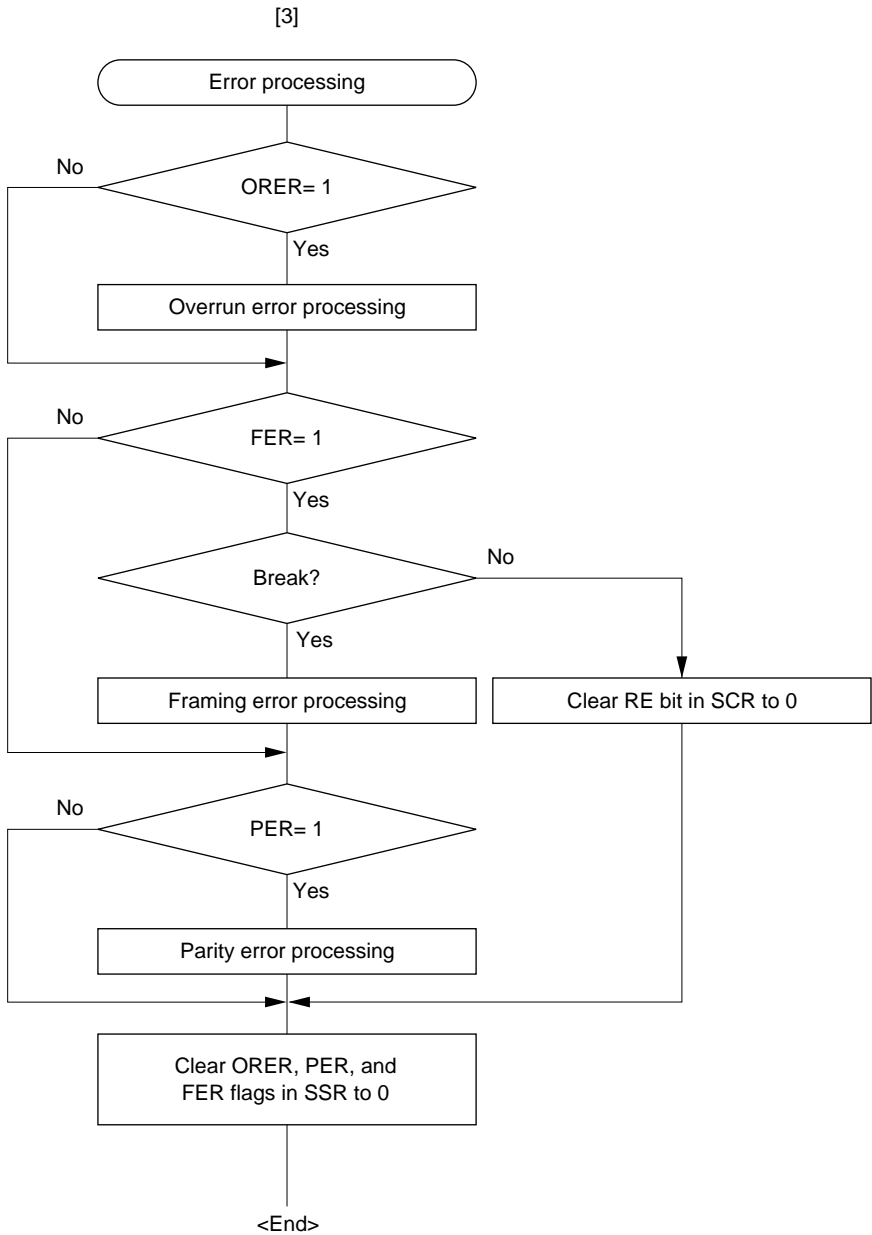 [3]
Error processing
No
ORER= 1
Yes
Overrun error processing
No
FER= 1
Yes
Break?
No
Yes
Framing error processing
Clear RE bit in SCR to 0
No
PER= 1
Yes
Parity error processing
Clear ORER, PER, and
FER flags in SSR to 0
<End>